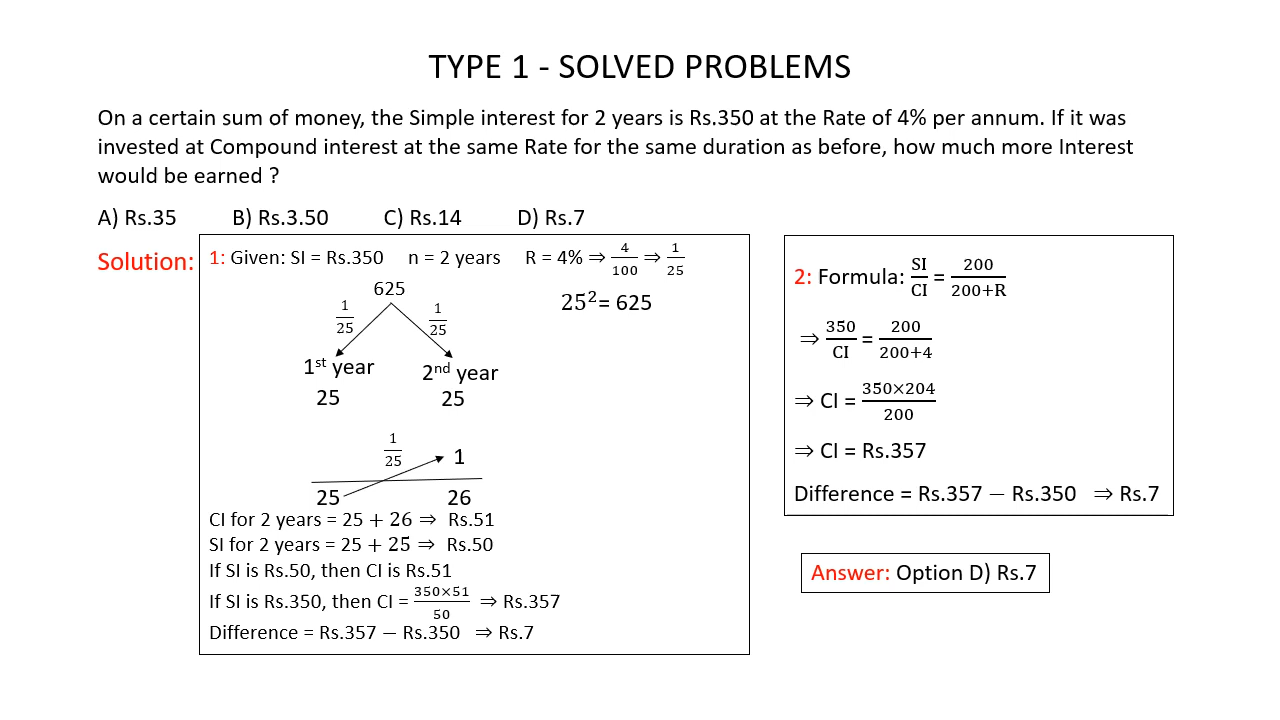 TYPE 1 - SOLVED PROBLEMS
On a certain sum of money, the Simple interest for 2 years is Rs.350 at the Rate of 4% per annum. If it was
invested at Compound interest at the same Rate for the same duration as before, how much more Interest
would be earned ?
A) Rs.35 B) Rs.3.50 C) Rs.14 D) Rs.7
Solution:
1: Given: SI = Rs.350 n = 2 years R = 4% ⇒ 4/100 ⇒ 1/25
625
25² = 625
1/25 1/25
1st year 2nd year
25 25
1/25 1
25 26
CI for 2 years = 25 + 26 ⇒ Rs.51
SI for 2 years = 25 + 25 ⇒ Rs.50
If SI is Rs.50, then CI is Rs.51
If SI is Rs.350, then CI = 350×51/50 ⇒ Rs.357
Difference = Rs.357 − Rs.350 ⇒ Rs.7
2: Formula: SI/CI = 200/200+R
⇒ 350/CI = 200/200+4
⇒ CI = 350×204/200
⇒ CI = Rs.357
Difference = Rs.357 − Rs.350 ⇒ Rs.7
Answer: Option D) Rs.7